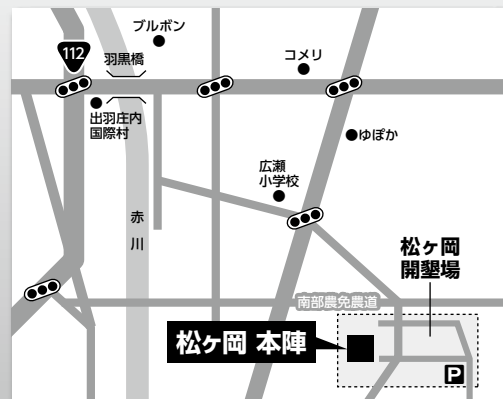 ブルボン
112
羽黒橋
コメリ
出羽庄内
国際村
ゆぽか
広瀬
小学校
赤川
松ヶ岡
開墾場
南部農免農道
松ヶ岡 本陣
P